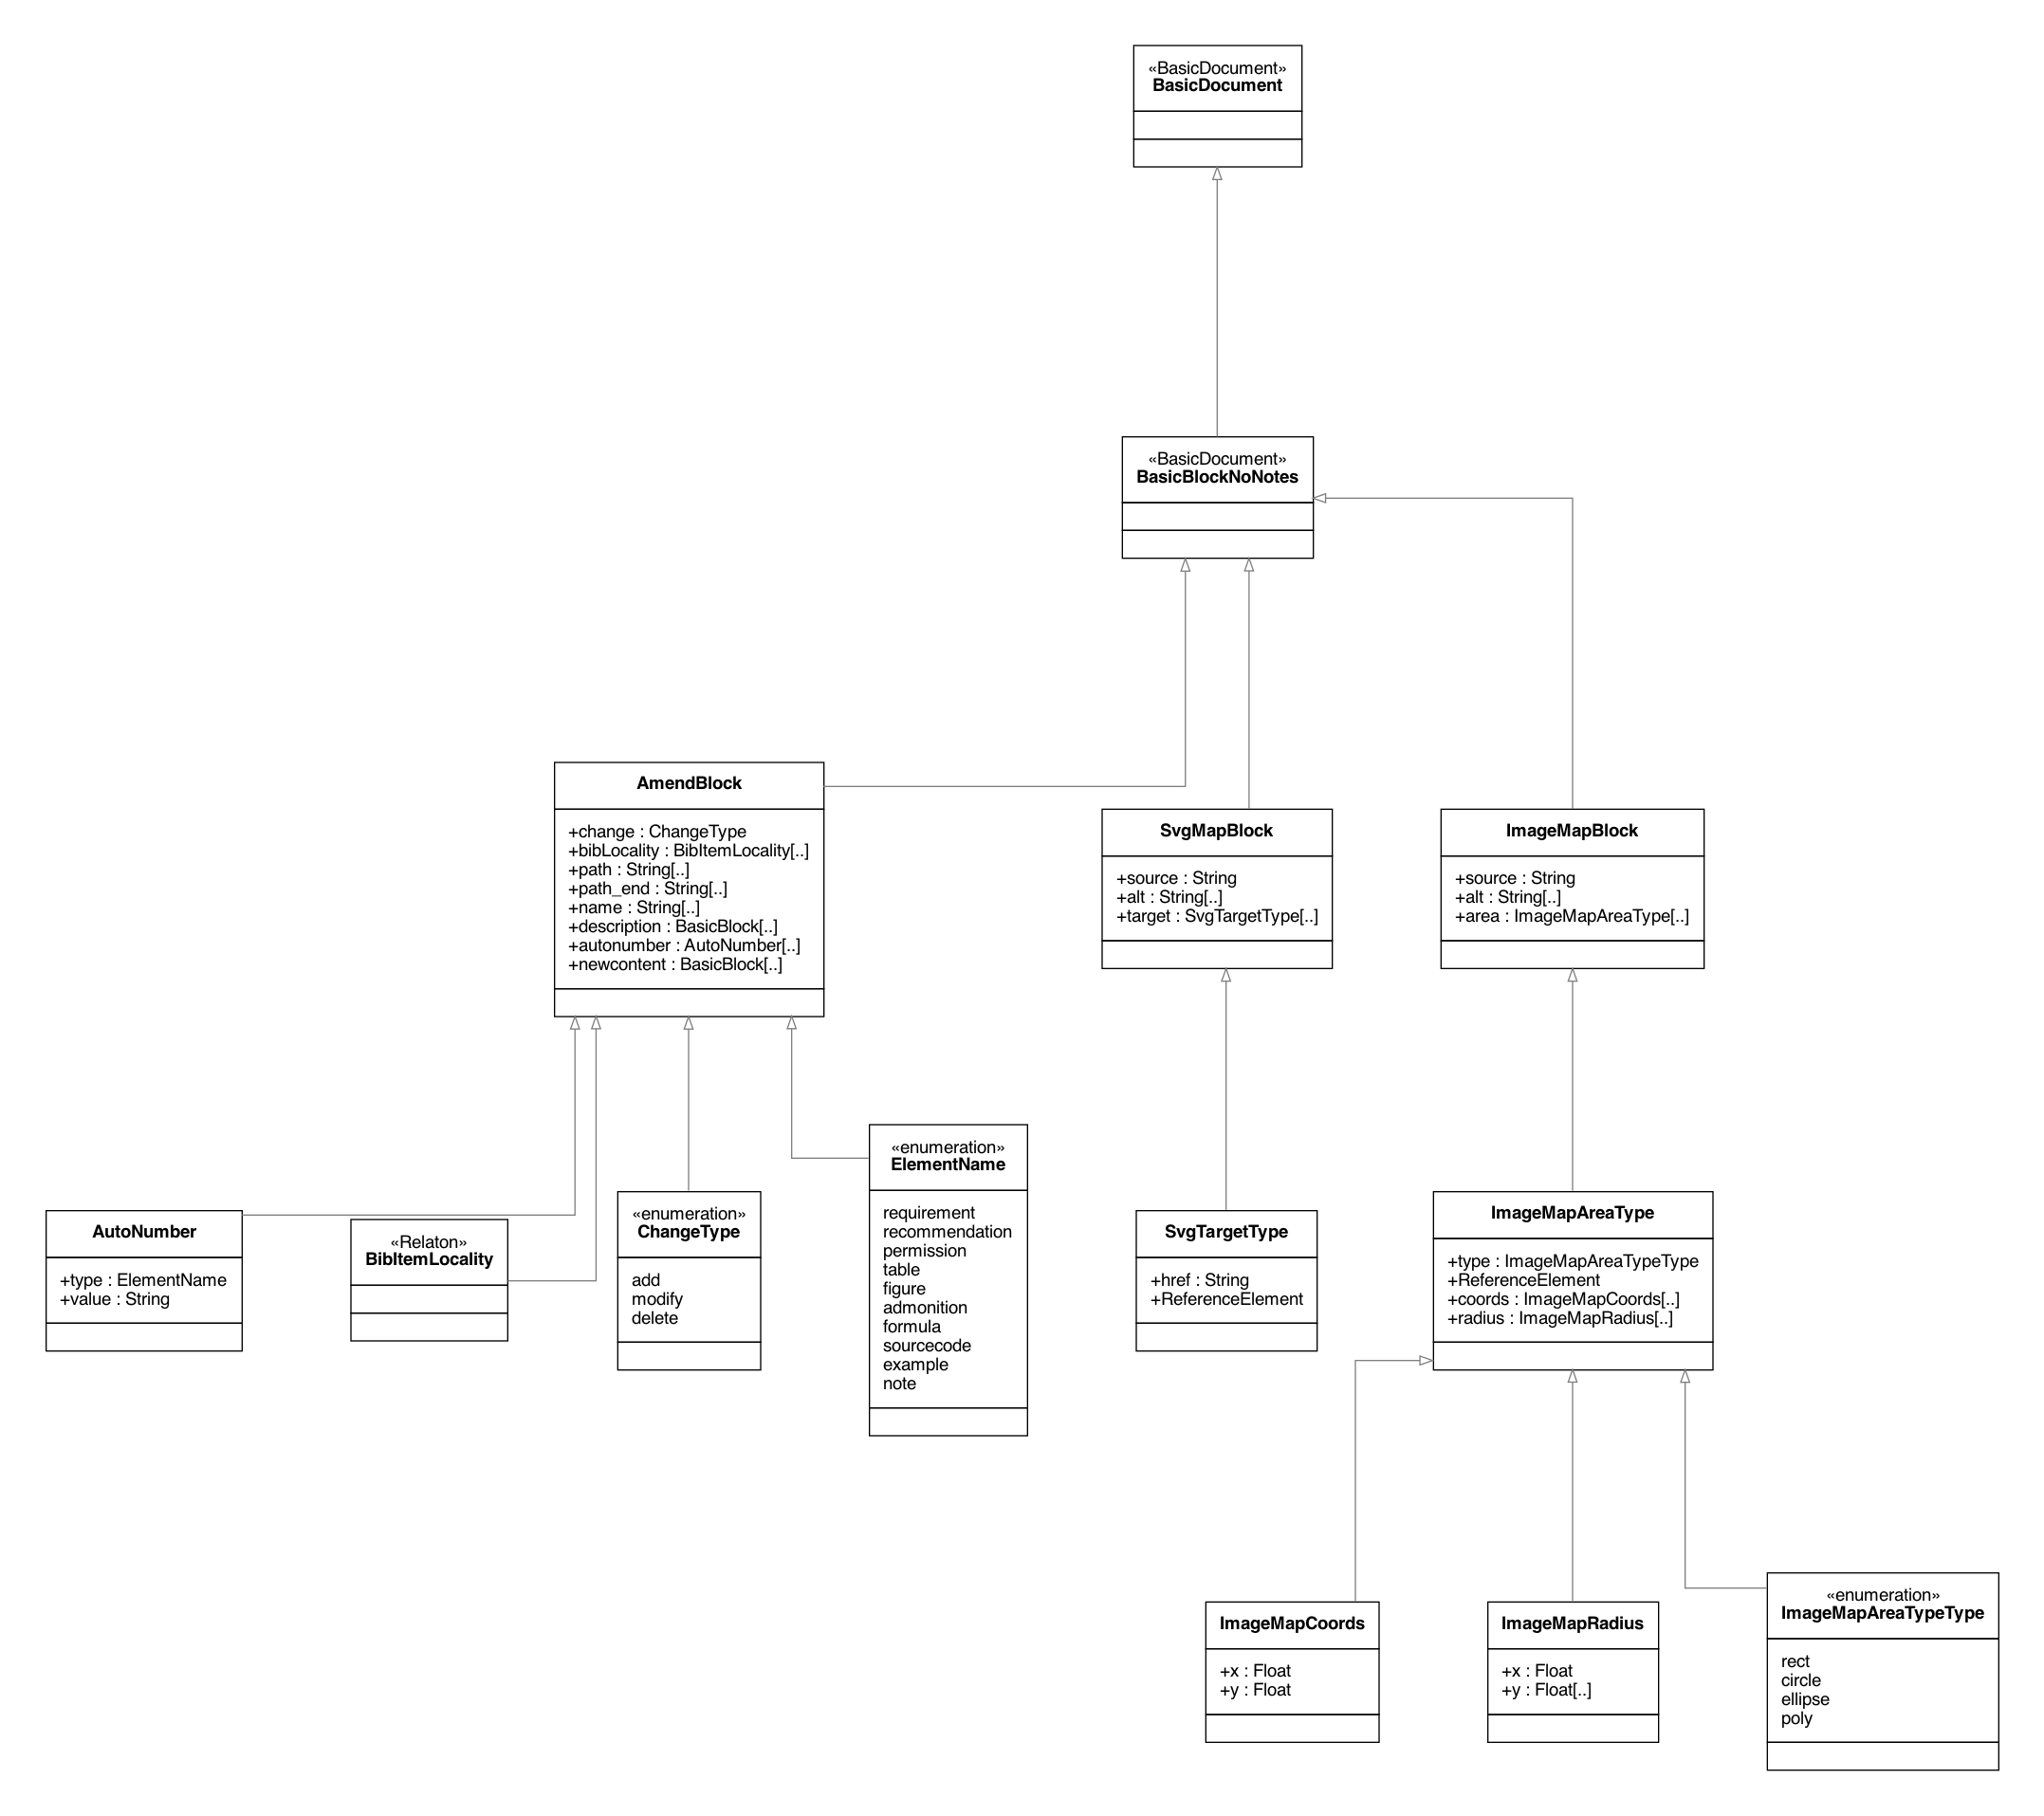 «BasicDocument»
BasicDocument
«BasicDocument»
BasicBlockNoNotes
AmendBlock
+change : ChangeType
+bibLocality : BibItemLocality[..]
+path : String[..]
+path_end : String[..]
+name : String[..]
+description : BasicBlock[..]
+autonumber : AutoNumber[..]
+newcontent : BasicBlock[..]
SvgMapBlock
+source : String
+alt : String[..]
+target : SvgTargetType[..]
ImageMapBlock
+source : String
+alt : String[..]
+area : ImageMapAreaType[..]
AutoNumber
+type : ElementName
+value : String
«Relaton»
BibItemLocality
«enumeration»
ChangeType
add
modify
delete
«enumeration»
ElementName
requirement
recommendation
permission
table
figure
admonition
formula
sourcecode
example
note
SvgTargetType
+href : String
+ReferenceElement
ImageMapAreaType
+type : ImageMapAreaTypeType
+ReferenceElement
+coords : ImageMapCoords[..]
+radius : ImageMapRadius[..]
ImageMapCoords
+x : Float
+y : Float
ImageMapRadius
+x : Float
+y : Float[..]
«enumeration»
ImageMapAreaTypeType
rect
circle
ellipse
poly